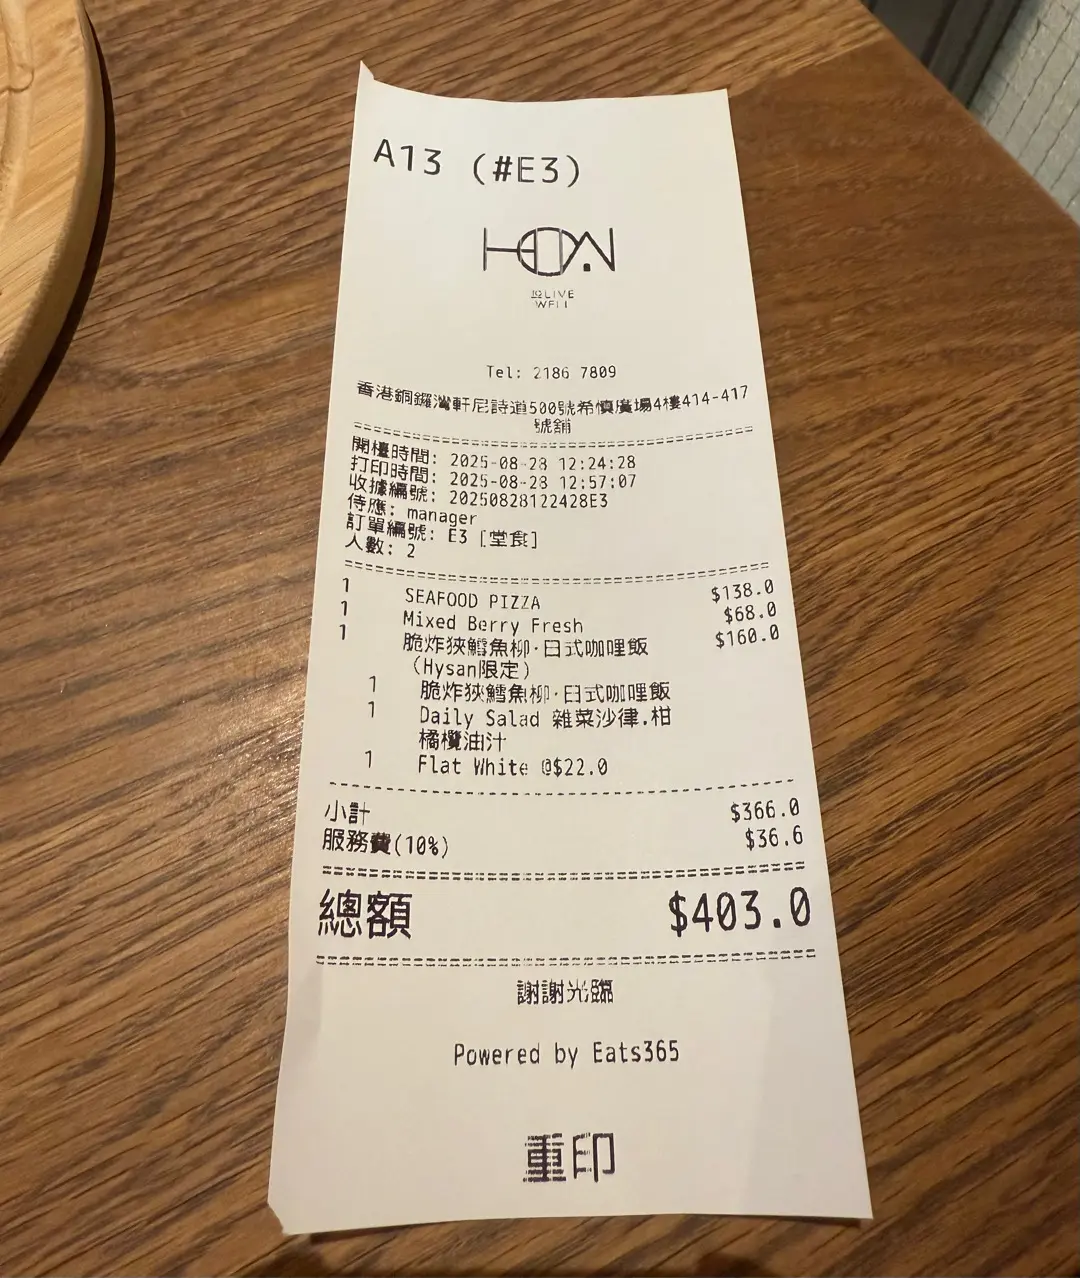 A13 (#E3)
TO LIVE
WELL
Tel: 2186 7809
香港銅鑼灣軒尼詩道500號希慎廣場4樓414-417
號舖
開檯時間: 2025-08-28 12:24:28
打印時間: 2025-08-28 12:57:07
收據編號: 20250828122428E3
侍應: manager
訂單編號: E3 [堂食]
人數: 2
1 SEAFOOD PIZZA $138.0
1 Mixed Berry Fresh $68.0
1 脆炸狹鱈魚柳·日式咖哩飯 $160.0
(Hysan限定)
1 脆炸狹鱈魚柳·日式咖哩飯
1 Daily Salad 雜菜沙律.柑
橘欖油汁
1 Flat White @$22.0
小計 $366.0
服務費(10%) $36.6
總額 $403.0
謝謝光臨
Powered by Eats365
重印